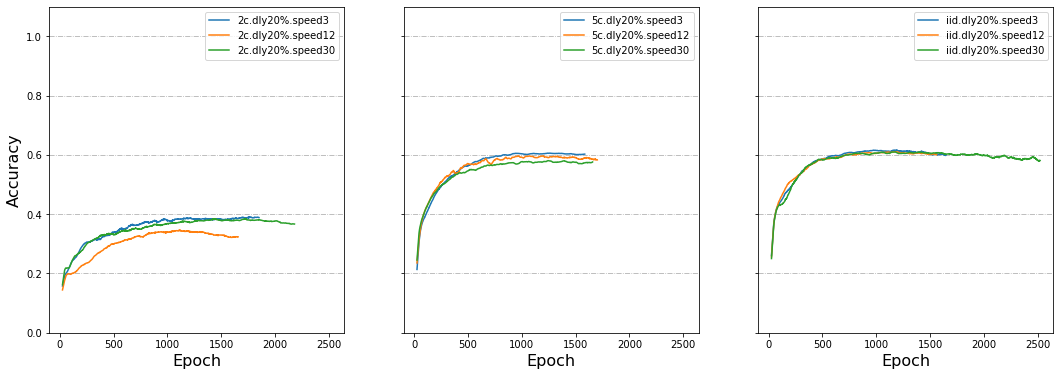 2c.dly20%.speed3
2c.dly20%.speed12
2c.dly20%.speed30
1.0
0.8
0.6
0.4
0.2
0.0
Accuracy
0 500 1000 1500 2000 2500
Epoch
5c.dly20%.speed3
5c.dly20%.speed12
5c.dly20%.speed30
0 500 1000 1500 2000 2500
Epoch
iid.dly20%.speed3
iid.dly20%.speed12
iid.dly20%.speed30
0 500 1000 1500 2000 2500
Epoch